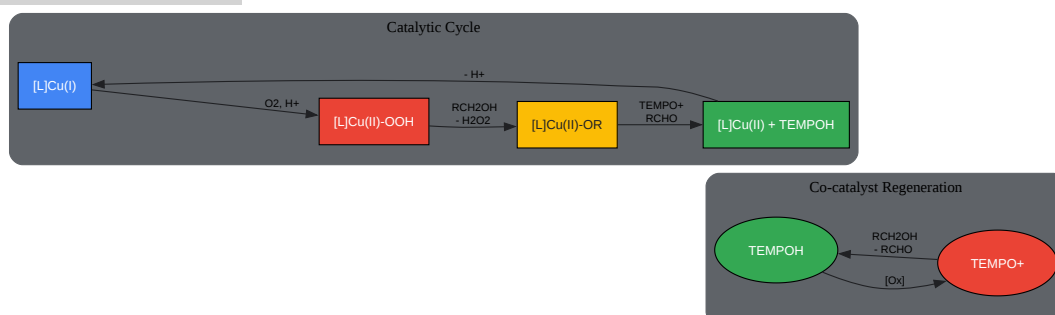 Catalytic Cycle
- H+
[L]Cu(I)
O2, H+
[L]Cu(II)-OOH
RCH2OH
- H2O2
[L]Cu(II)-OR
TEMPO+
RCHO
[L]Cu(II) + TEMPOH
Co-catalyst Regeneration
TEMPOH
RCH2OH
- RCHO
[Ox]
TEMPO+